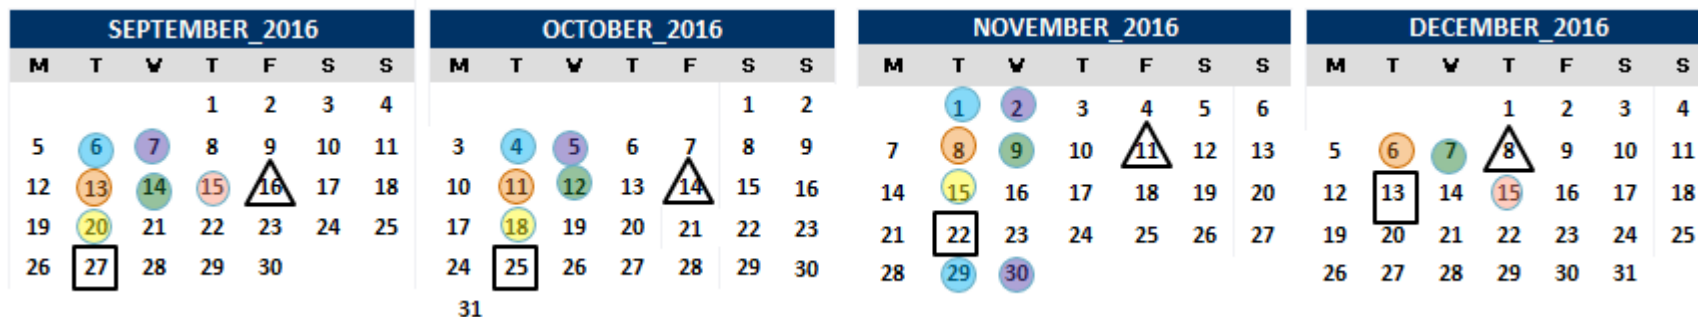 SEPTEMBER_2016
M T W T F S S
1 2 3 4
5 6 7 8 9 10 11
12 13 14 15 16 17 18
19 20 21 22 23 24 25
26 27 28 29 30
OCTOBER_2016
M T W T F S S
1 2
3 4 5 6 7 8 9
10 11 12 13 14 15 16
17 18 19 20 21 22 23
24 25 26 27 28 29 30
31
NOVEMBER_2016
M T W T F S S
1 2 3 4 5 6
7 8 9 10 11 12 13
14 15 16 17 18 19 20
21 22 23 24 25 26 27
28 29 30
DECEMBER_2016
M T W T F S S
1 2 3 4
5 6 7 8 9 10 11
12 13 14 15 16 17 18
19 20 21 22 23 24 25
26 27 28 29 30 31